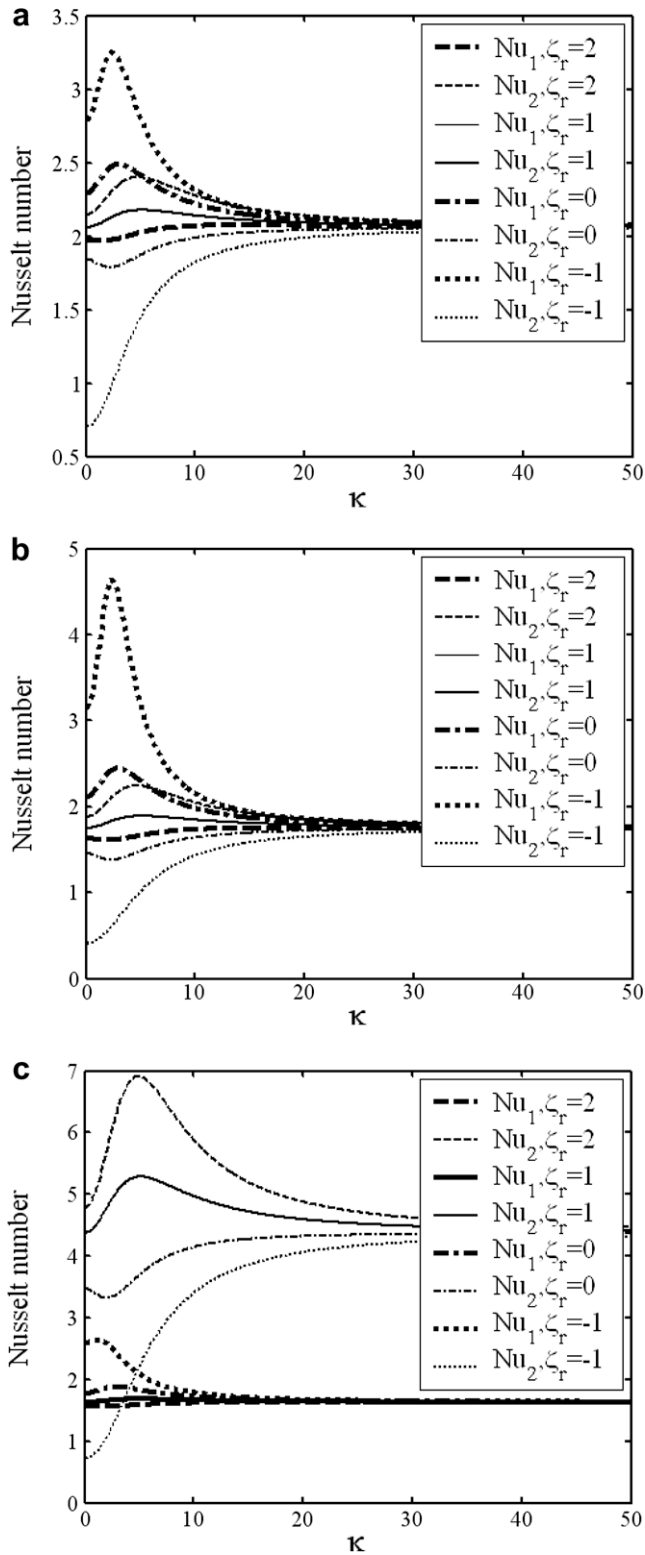 a
Nusselt number
3.5
3
2.5
2
1.5
1
0.5
0
10
20
30
40
50
κ
Nu1,ζr=2
Nu2,ζr=2
Nu1,ζr=1
Nu2,ζr=1
Nu1,ζr=0
Nu2,ζr=0
Nu1,ζr=-1
Nu2,ζr=-1
b
Nusselt number
5
4
3
2
1
0
0
10
20
30
40
50
κ
Nu1,ζr=2
Nu2,ζr=2
Nu1,ζr=1
Nu2,ζr=1
Nu1,ζr=0
Nu2,ζr=0
Nu1,ζr=-1
Nu2,ζr=-1
c
Nusselt number
7
6
5
4
3
2
1
0
0
10
20
30
40
50
κ
Nu1,ζr=2
Nu2,ζr=2
Nu1,ζr=1
Nu2,ζr=1
Nu1,ζr=0
Nu2,ζr=0
Nu1,ζr=-1
Nu2,ζr=-1